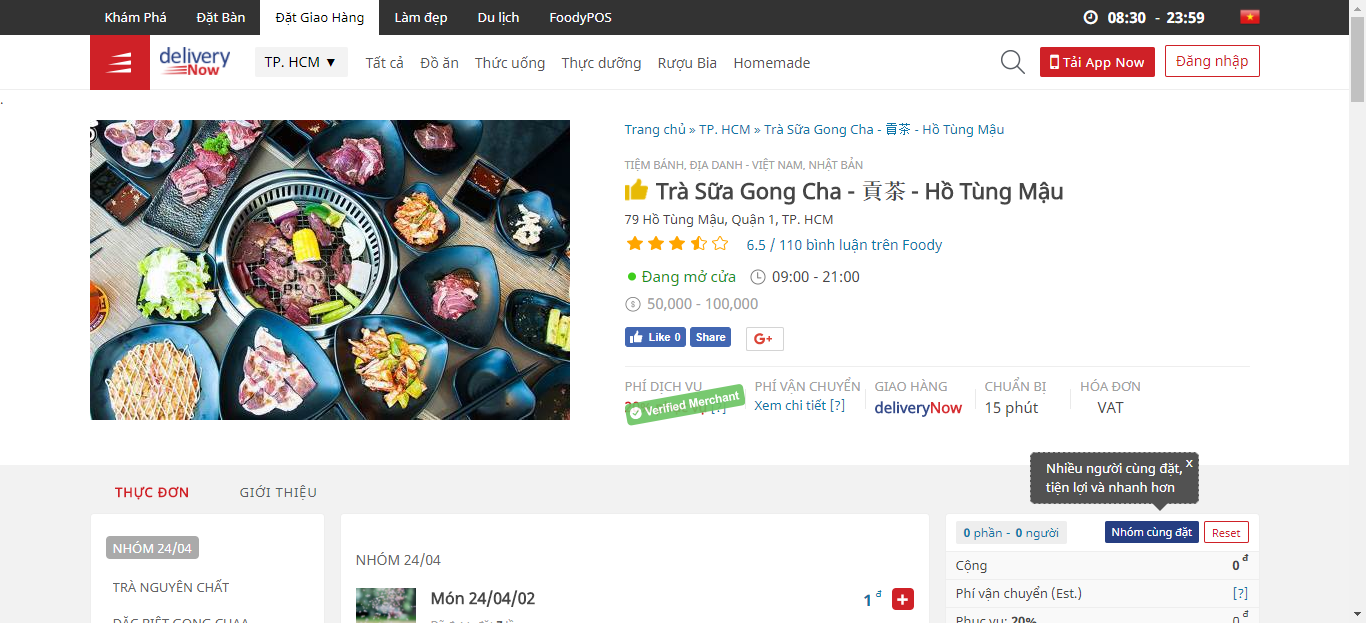 Khám Phá Đặt Bàn Đặt Giao Hàng Làm đẹp Du lịch FoodyPOS 08:30 - 23:59
delivery Now TP. HCM ▼ Tất cả Đồ ăn Thức uống Thực dưỡng Rượu Bia Homemade Tải App Now Đăng nhập
Trang chủ » TP. HCM » Trà Sữa Gong Cha - 貢茶 - Hồ Tùng Mậu
TIỆM BÁNH, ĐỊA DANH - VIỆT NAM, NHẬT BẢN
Trà Sữa Gong Cha - 貢茶 - Hồ Tùng Mậu
79 Hồ Tùng Mậu, Quận 1, TP. HCM
6.5 / 110 bình luận trên Foody
Đang mở cửa 09:00 - 21:00
50,000 - 100,000
Like 0 Share G+
SUMO
BBQ
PHÍ DỊCH VỤ PHÍ VẬN CHUYỂN GIAO HÀNG CHUẨN BỊ HÓA ĐƠN
Verified Merchant Xem chi tiết [?] deliveryNow 15 phút VAT
Nhiều người cùng đặt, x
tiện lợi và nhanh hơn
THỰC ĐƠN GIỚI THIỆU
0 phần - 0 người Nhóm cùng đặt Reset
NHÓM 24/04
TRÀ NGUYÊN CHẤT
ĐẶC BIỆT GONG CHAA
NHÓM 24/04
Món 24/04/02 1 đ +
Cộng 0 đ
Phí vận chuyển (Est.) [?]
Phục vụ: 20% 0 đ